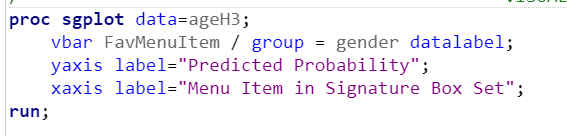 proc sgplot data=ageH3;
vbar FavMenuItem / group = gender datalabel;
yaxis label="Predicted Probability";
xaxis label="Menu Item in Signature Box Set";
run;